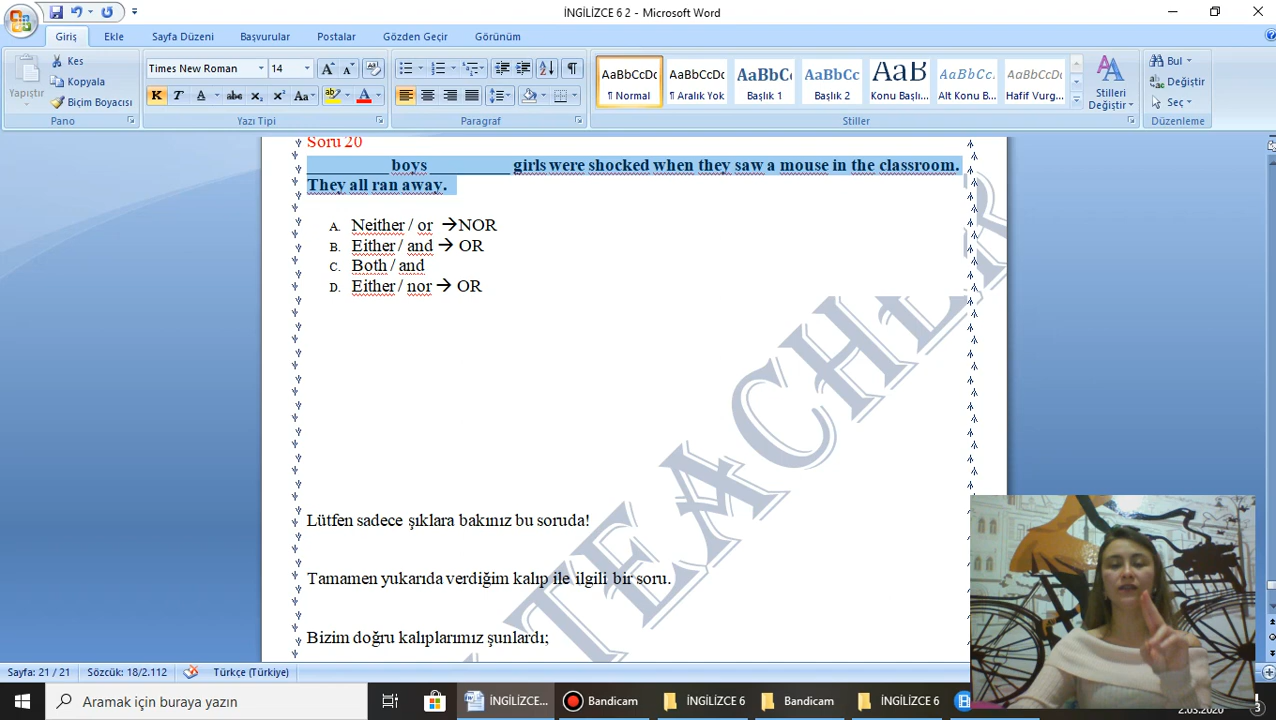 İNGİLİZCE 6 2 - Microsoft Word
Giriş Ekle Sayfa Düzeni Başvurular Postalar Gözden Geçir Görünüm
Yapıştır
Kes
Kopyala
Biçim Boyacısı
Pano
Times New Roman 14
Yazı Tipi
Paragraf
AaBbCcDc AaBbCcDc AaBbC AaBbCc AaB AaBbCc. AaBbCcDc
¶ Normal ¶ Aralık Yok Başlık 1 Başlık 2 Konu Başlı... Alt Konu B... Hafif Vurg...
Stilleri Değiştir
Stiller
Bul
Değiştir
Seç
Düzenleme
Soru 20
__________ boys __________ girls were shocked when they saw a mouse in the classroom.
They all ran away.
A. Neither / or → NOR
B. Either / and → OR
C. Both / and
D. Either / nor → OR
TEACHER
Lütfen sadece şıklara bakınız bu soruda!
Tamamen yukarıda verdiğim kalıp ile ilgili bir soru.
Bizim doğru kalıplarımız şunlardı;
Sayfa: 21 / 21 Sözcük: 18/2.112 Türkçe (Türkiye)
Aramak için buraya yazın
İNGİLİZCE... Bandicam İNGİLİZCE 6 Bandicam İNGİLİZCE 6
2.03.2020